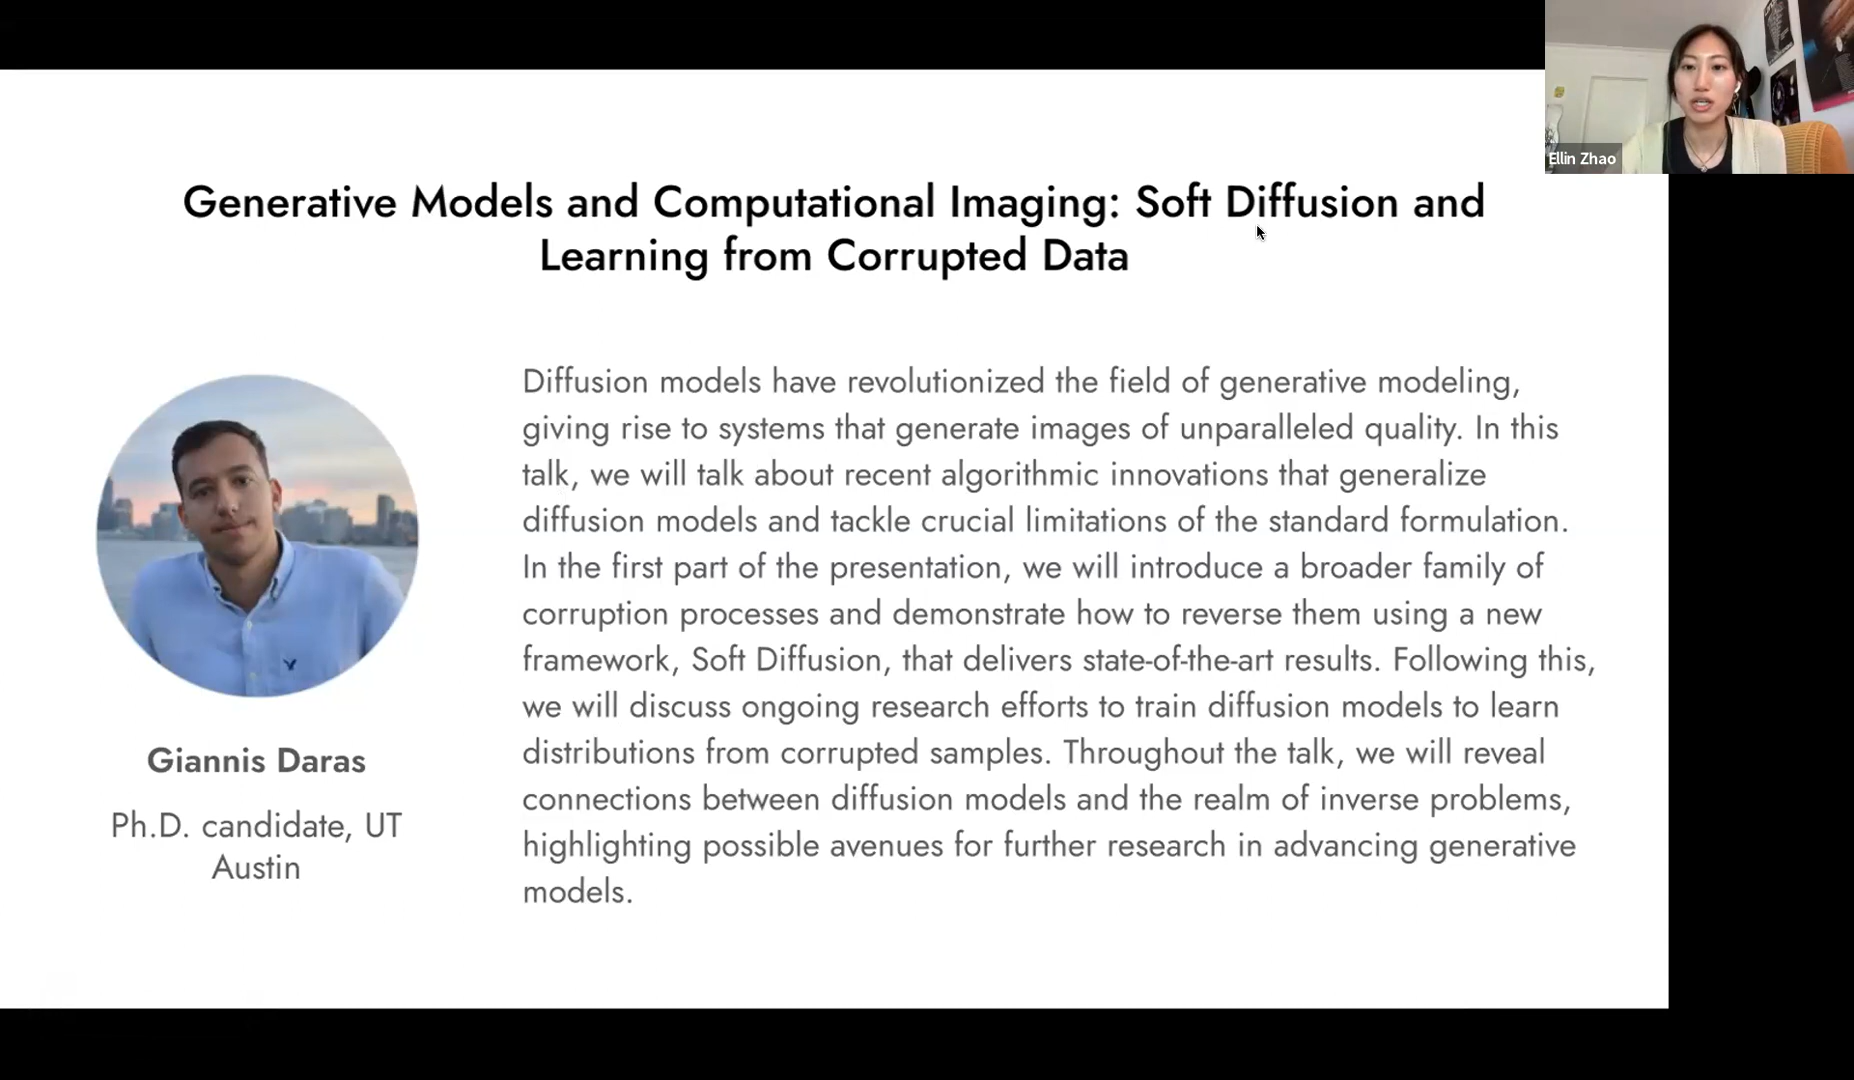 Ellin Zhao
Generative Models and Computational Imaging: Soft Diffusion and
Learning from Corrupted Data
Diffusion models have revolutionized the field of generative modeling,
giving rise to systems that generate images of unparalleled quality. In this
talk, we will talk about recent algorithmic innovations that generalize
diffusion models and tackle crucial limitations of the standard formulation.
In the first part of the presentation, we will introduce a broader family of
corruption processes and demonstrate how to reverse them using a new
framework, Soft Diffusion, that delivers state-of-the-art results. Following this,
we will discuss ongoing research efforts to train diffusion models to learn
distributions from corrupted samples. Throughout the talk, we will reveal
connections between diffusion models and the realm of inverse problems,
highlighting possible avenues for further research in advancing generative
models.
Giannis Daras
Ph.D. candidate, UT
Austin